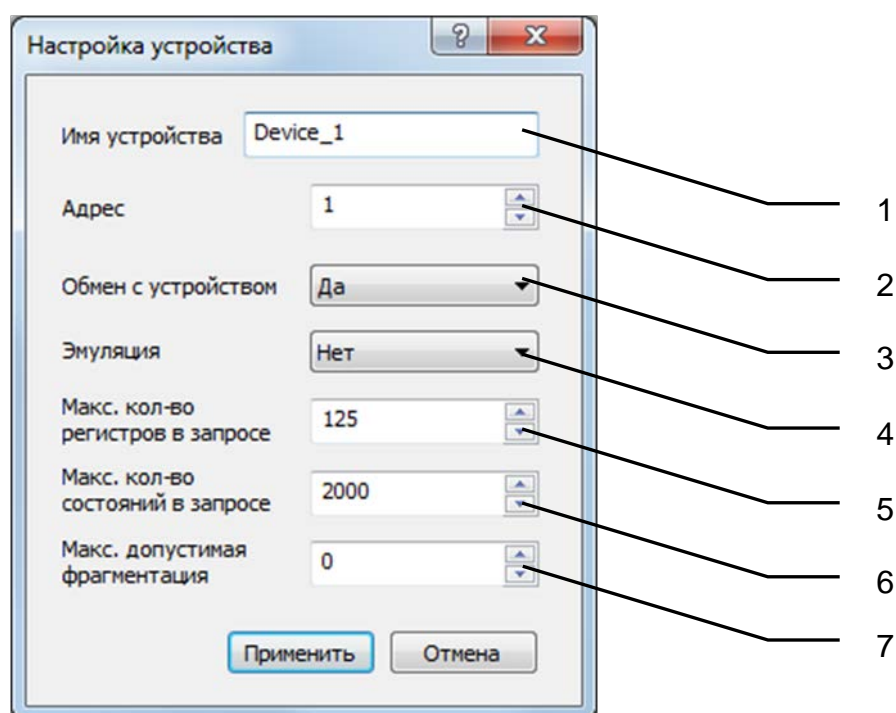 Настройка устройства
Имя устройства Device_1
1
Адрес 1
2
Обмен с устройством Да
3
Эмуляция Нет
4
Макс. кол-во
регистров в запросе 125
5
Макс. кол-во
состояний в запросе 2000
6
Макс. допустимая
фрагментация 0
7
Применить Отмена